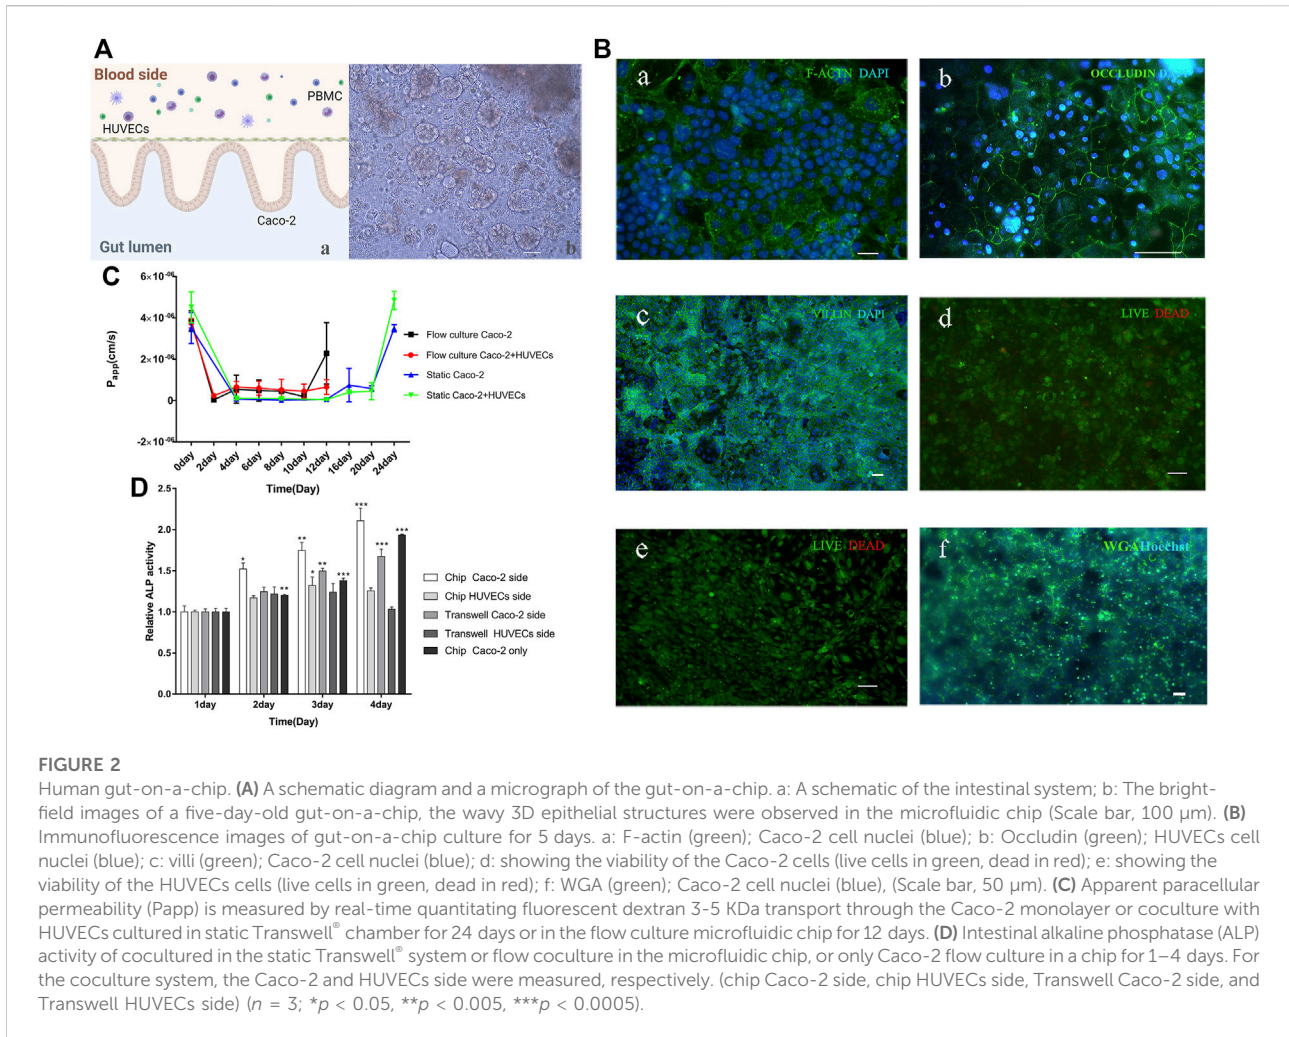 A
Blood side
PBMC
HUVECs
Caco-2
Gut lumen
a
b
B
a
F-ACTN DAPI
b
OCCLUDIN DAPI
c
VILLIN DAPI
d
LIVE DEAD
e
LIVE DEAD
f
WGAHoechst
C
6×10-06
4×10-06
2×10-06
0
-2×10-06
Papp(cm/s)
0day
2day
4day
6day
8day
10day
12day
16day
20day
24day
Time(Day)
Flow culture Caco-2
Flow culture Caco-2+HUVECs
Static Caco-2
Static Caco-2+HUVECs
D
2.5
2.0
1.5
1.0
0.5
0.0
Relative ALP activity
*
**
**
*
**
***
***
***
***
1day
2day
3day
4day
Time(Day)
Chip Caco-2 side
Chip HUVECs side
Transwell Caco-2 side
Transwell HUVECs side
Chip Caco-2 only
FIGURE 2
Human gut-on-a-chip. (A) A schematic diagram and a micrograph of the gut-on-a-chip. a: A schematic of the intestinal system; b: The bright-
field images of a five-day-old gut-on-a-chip, the wavy 3D epithelial structures were observed in the microfluidic chip (Scale bar, 100 μm). (B)
Immunofluorescence images of gut-on-a-chip culture for 5 days. a: F-actin (green); Caco-2 cell nuclei (blue); b: Occludin (green); HUVECs cell
nuclei (blue); c: villi (green); Caco-2 cell nuclei (blue); d: showing the viability of the Caco-2 cells (live cells in green, dead in red); e: showing the
viability of the HUVECs cells (live cells in green, dead in red); f: WGA (green); Caco-2 cell nuclei (blue), (Scale bar, 50 μm). (C) Apparent paracellular
permeability (Papp) is measured by real-time quantitating fluorescent dextran 3-5 KDa transport through the Caco-2 monolayer or coculture with
HUVECs cultured in static Transwell® chamber for 24 days or in the flow culture microfluidic chip for 12 days. (D) Intestinal alkaline phosphatase (ALP)
activity of cocultured in the static Transwell® system or flow coculture in the microfluidic chip, or only Caco-2 flow culture in a chip for 1–4 days. For
the coculture system, the Caco-2 and HUVECs side were measured, respectively. (chip Caco-2 side, chip HUVECs side, Transwell Caco-2 side, and
Transwell HUVECs side) (n = 3; *p < 0.05, **p < 0.005, ***p < 0.0005).